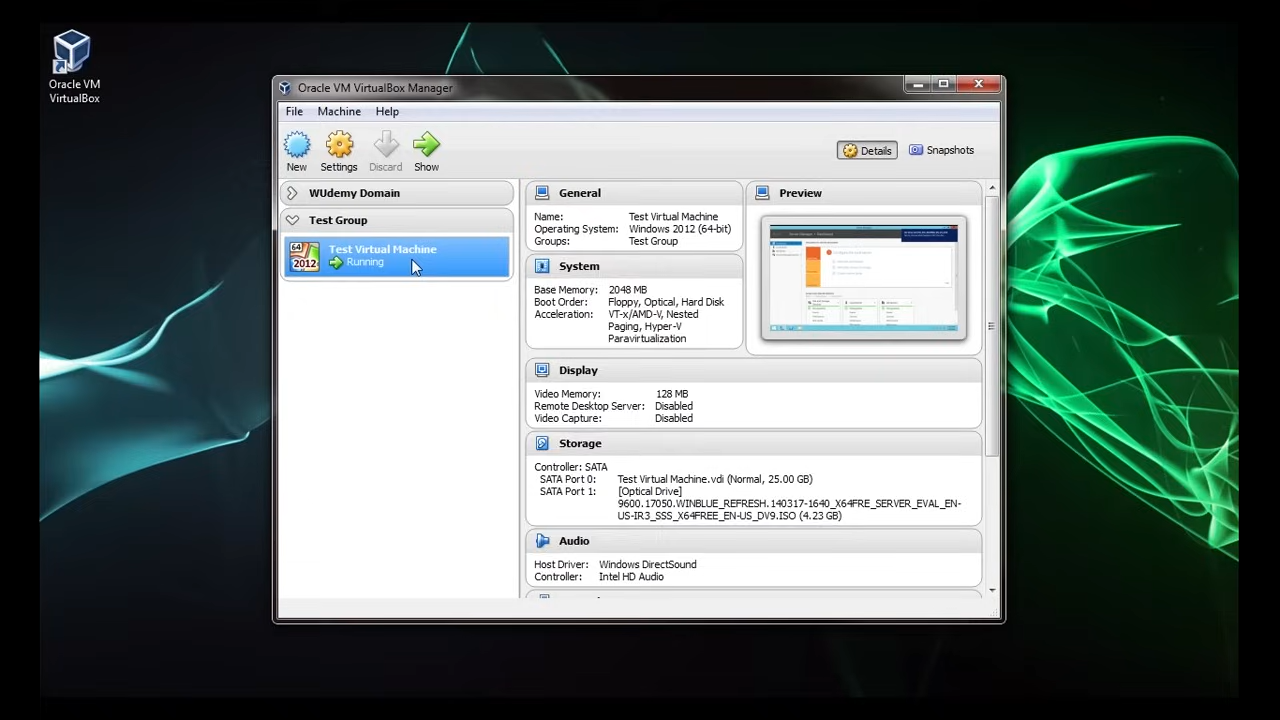 Oracle VM
VirtualBox
Oracle VM VirtualBox Manager
File Machine Help
New Settings Discard Show
Details Snapshots
WUdemy Domain
Test Group
64
2012
Test Virtual Machine
Running
General
Name: Test Virtual Machine
Operating System: Windows 2012 (64-bit)
Groups: Test Group
Preview
System
Base Memory: 2048 MB
Boot Order: Floppy, Optical, Hard Disk
Acceleration: VT-x/AMD-V, Nested
Paging, Hyper-V
Paravirtualization
Display
Video Memory: 128 MB
Remote Desktop Server: Disabled
Video Capture: Disabled
Storage
Controller: SATA
SATA Port 0: Test Virtual Machine.vdi (Normal, 25.00 GB)
SATA Port 1: [Optical Drive]
9600.17050.WINBLUE_REFRESH.140317-1640_X64FRE_SERVER_EVAL_EN-
US-IR3_SSS_X64FREE_EN-US_DV9.ISO (4.23 GB)
Audio
Host Driver: Windows DirectSound
Controller: Intel HD Audio